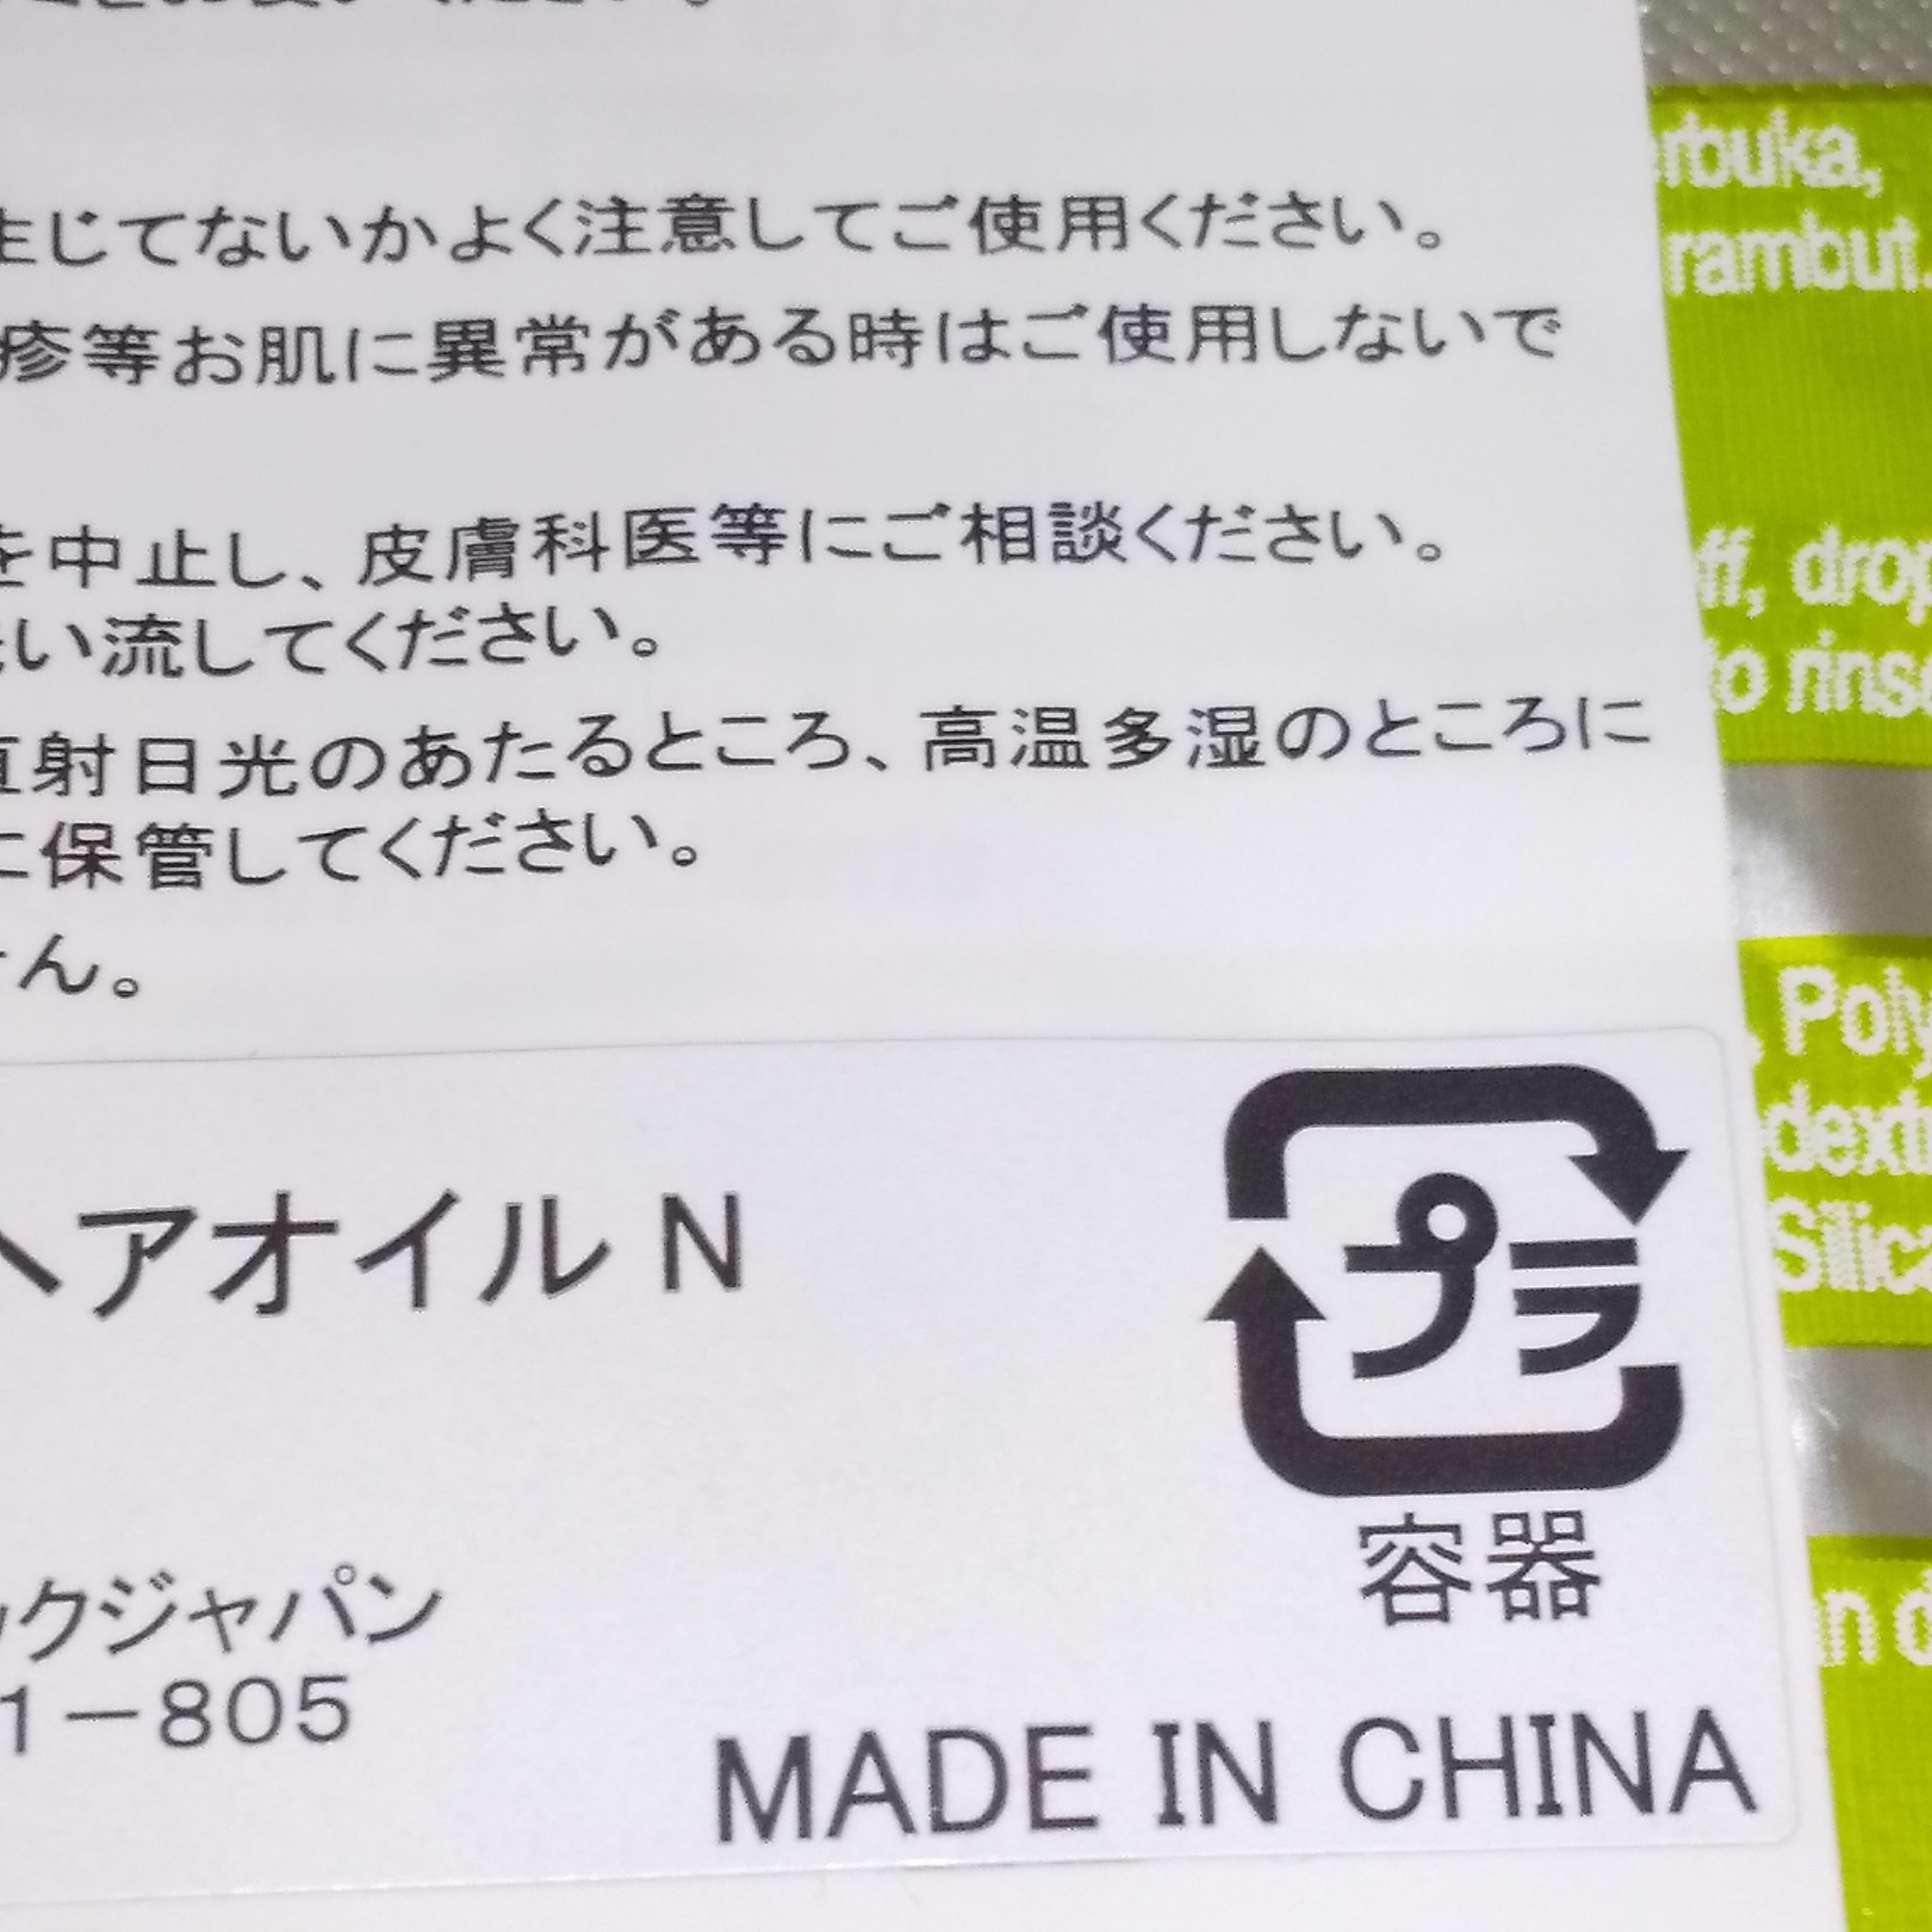 生じてないかよく注意してご使用ください。
疹等お肌に異常がある時はご使用しないで
を中止し、皮膚科医等にご相談ください。
い流してください。
直射日光のあたるところ、高温多湿のところに
に保管してください。
せん。
ヘアオイル N
プラ
容器
ックジャパン
1－805
MADE IN CHINA
rbuka,
rambut.
ff, drop
to rinse
, Poly
dext
Silica
n d